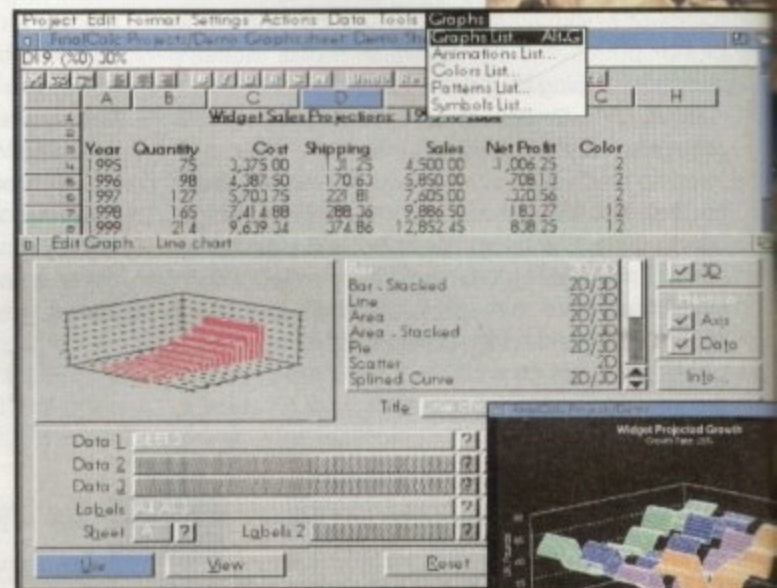 Project Edit Format Settings Actions Data Tools Graphs
FinalCalc Projects/Demo Graphs
Graphs List... Alt-G
D19: (%0) 30%
Animations List...
Colors List...
Patterns List...
Symbols List...
A B C D G H
Widget Sales Projections:
Year Quantity Cost Shipping Sales Net Profit Color
4 1995 75 3,375.00 131.25 4,500.00 2
1996 98 4,387.50 170.63 5,850.00 2
1997 127 5,703.75 221.81 7,605.00 2
7 1998 165 7,414.88 288.36 9,886.50 183.27 12
1999 214 9,639.34 374.86 12,852.45 838.25 12
Edit Graph ... Line chart
Bar - Stacked 2D/3D
Line 2D/3D
Area 2D/3D
Area - Stacked 2D/3D
Pie 2D/3D
Scatter 2D
Splined Curve 2D/3D
3D
Axis
Data
Info...
Title
Data 1 ?
Data 2 ?
Data 3 ?
Labels ?
Sheet ? Labels 2 ?
Use View Reset
Widget Projected Growth